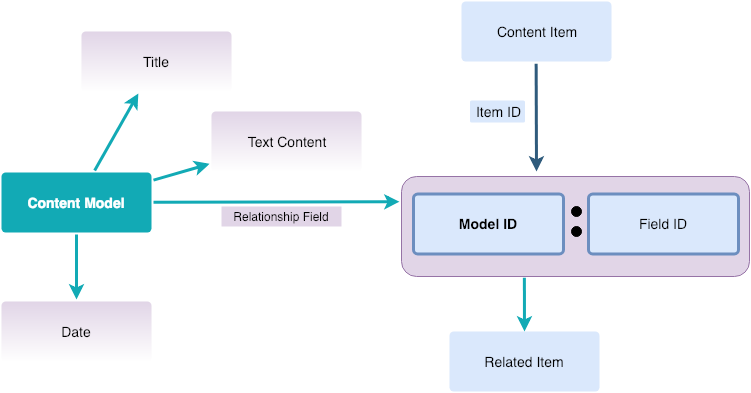 Content Item
Title
Item ID
Text Content
Content Model
Relationship Field
Model ID
Field ID
Date
Related Item